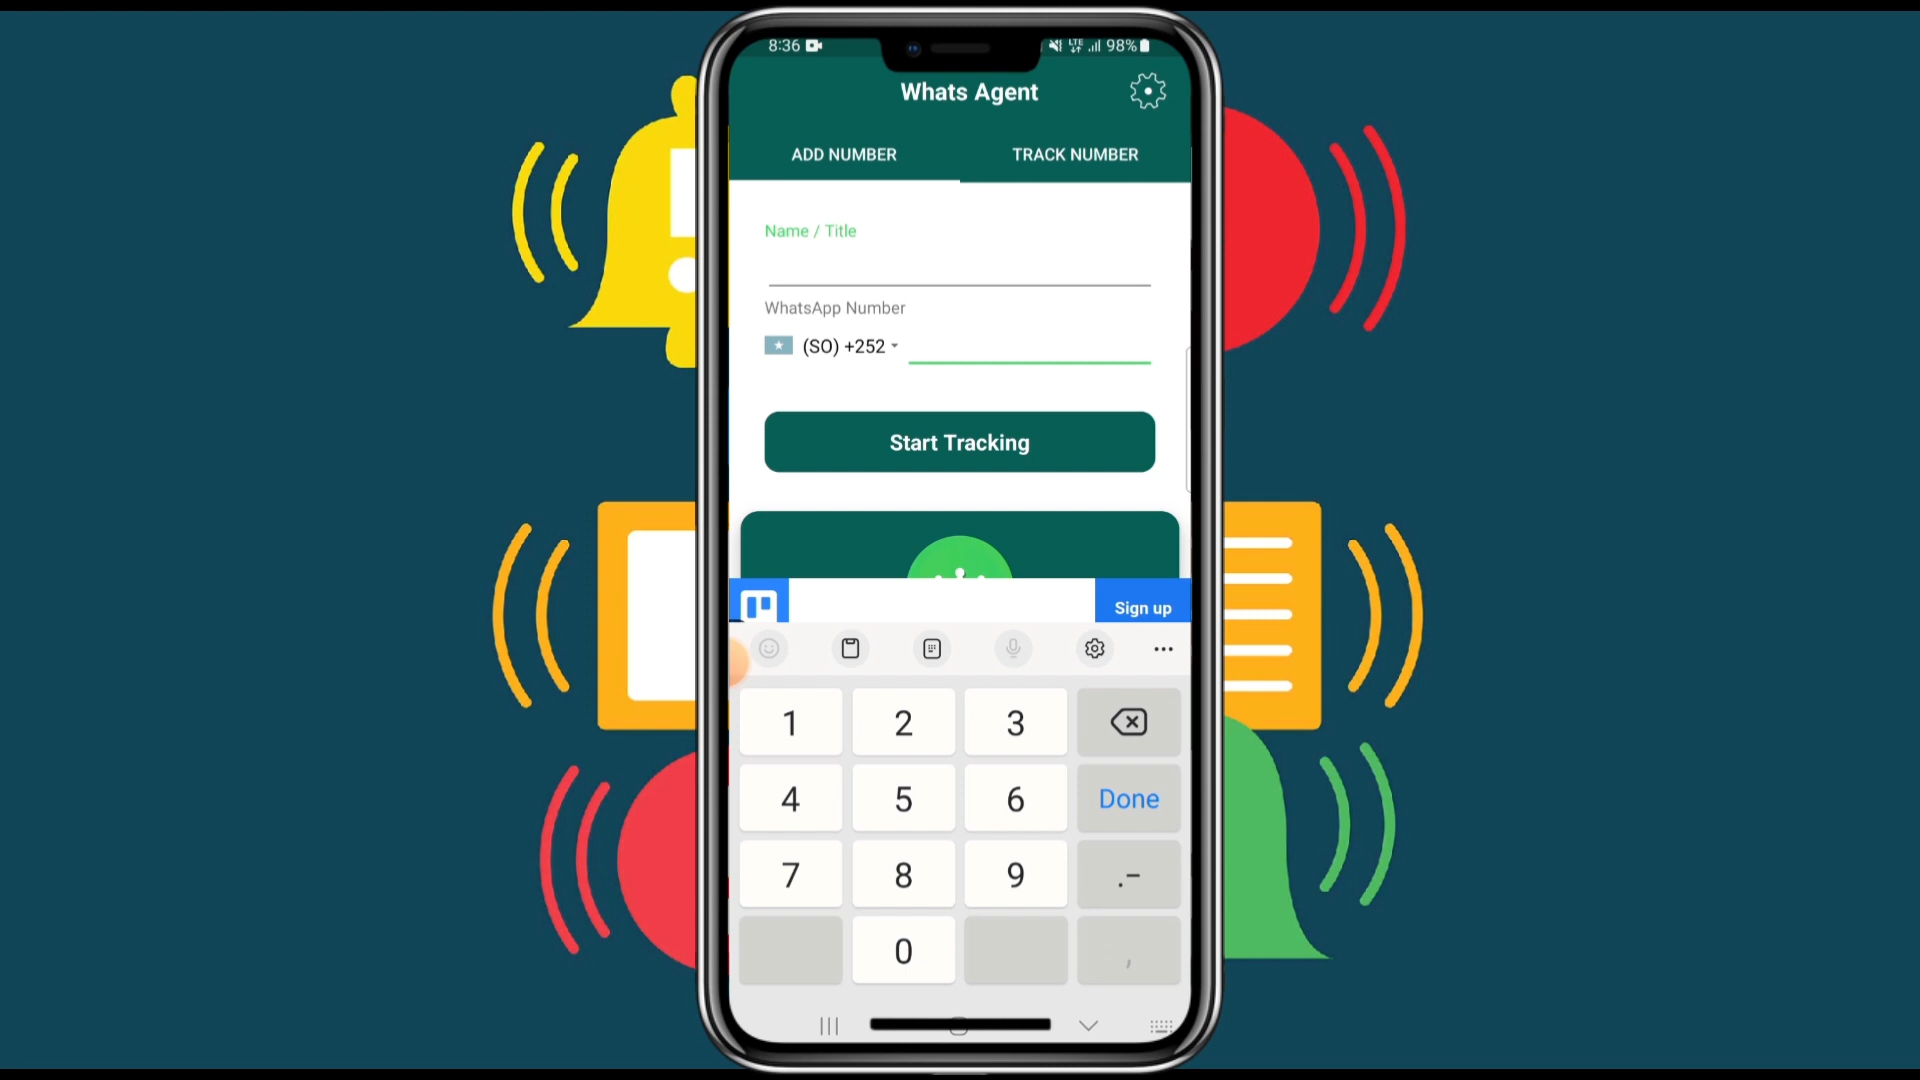 8:36
LTE 98%
Whats Agent
ADD NUMBER TRACK NUMBER
Name / Title
WhatsApp Number
(SO) +252
Start Tracking
Sign up
1 2 3
4 5 6 Done
7 8 9 .-
0 ,